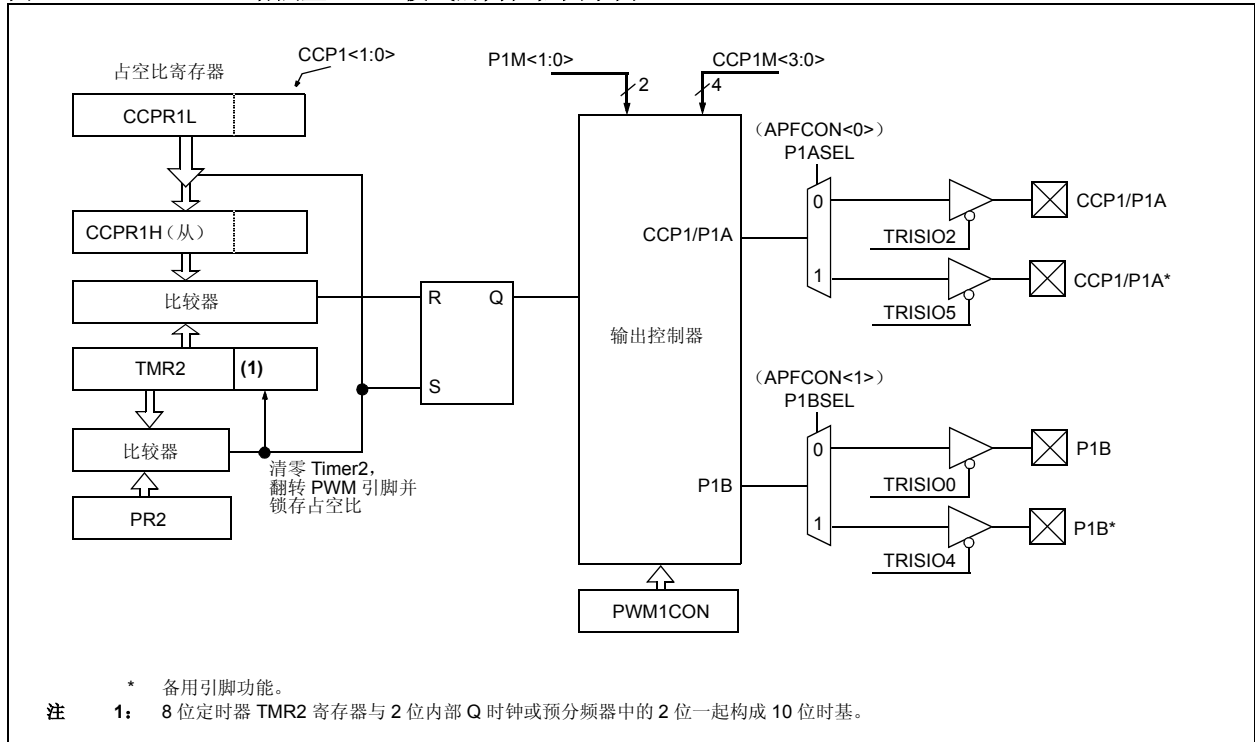 CCP1<1:0>
占空比寄存器
CCPR1L
CCPR1H（从）
比较器
TMR2
(1)
比较器
PR2
清零 Timer2，
翻转 PWM 引脚并
锁存占空比
R
Q
S
P1M<1:0>
2
CCP1M<3:0>
4
输出控制器
CCP1/P1A
P1B
PWM1CON
（APFCON<0>）
P1ASEL
0
1
TRISIO2
CCP1/P1A
TRISIO5
CCP1/P1A*
（APFCON<1>）
P1BSEL
0
1
TRISIO0
P1B
TRISIO4
P1B*
* 备用引脚功能。
注 1： 8 位定时器 TMR2 寄存器与 2 位内部 Q 时钟或预分频器中的 2 位一起构成 10 位时基。